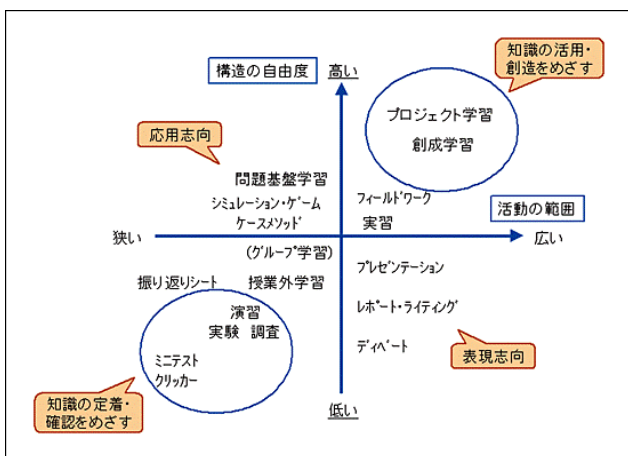 構造の自由度
高い
知識の活用・
創造をめざす
プロジェクト学習
創成学習
応用志向
問題基盤学習
シミュレーション・ゲーム
ケースメソッド
フィールドワーク
実習
活動の範囲
狭い
広い
(グループ学習)
プレゼンテーション
振り返りシート
授業外学習
レポート・ライティング
演習
実験 調査
ディベート
表現志向
ミニテスト
クリッカー
知識の定着・
確認をめざす
低い